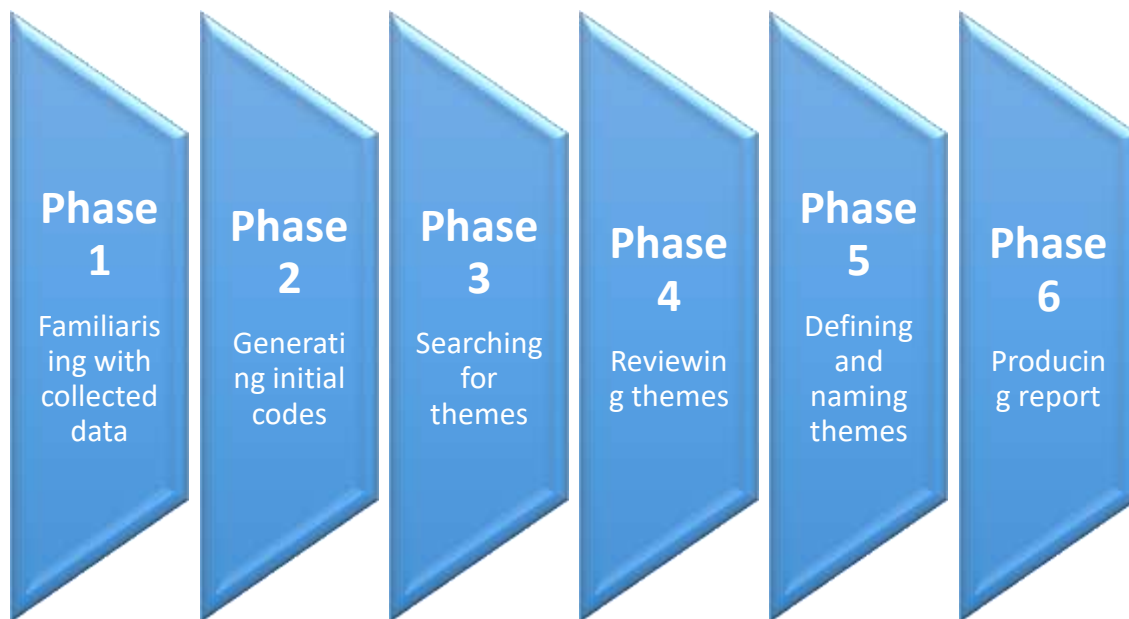 Phase
1
Familiaris
ing with
collected
data
Phase
2
Generati
ng initial
codes
Phase
3
Searching
for
themes
Phase
4
Reviewin
g themes
Phase
5
Defining
and
naming
themes
Phase
6
Producin
g report